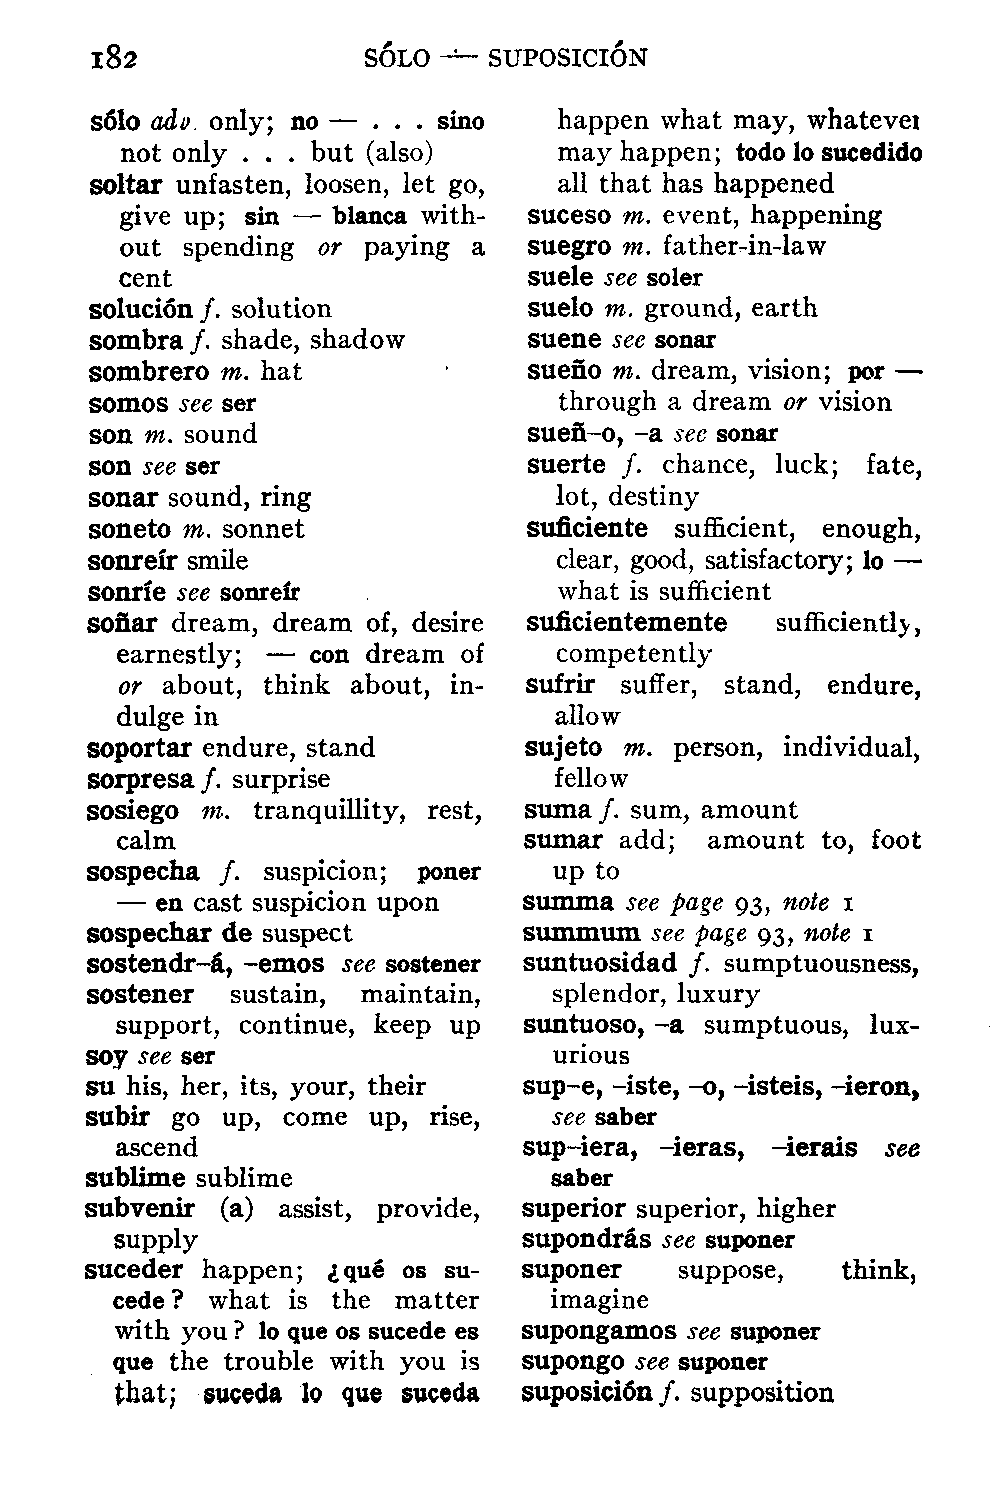 182
SÓLO — SUPOSICIÓN
sólo adv. only; no — . . . sino
not only . . . but (also)
soltar unfasten, loosen, let go,
give up; sin — blanca with-
out spending or paying a
cent
solución f. solution
sombra f. shade, shadow
sombrero m. hat
somos see ser
son m. sound
son see ser
sonar sound, ring
soneto m. sonnet
sonreír smile
sonríe see sonreír
soñar dream, dream of, desire
earnestly; — con dream of
or about, think about, in-
dulge in
soportar endure, stand
sorpresa f. surprise
sosiego m. tranquillity, rest,
calm
sospecha f. suspicion; poner
— en cast suspicion upon
sospechar de suspect
sostendr–á, –emos see sostener
sostener sustain, maintain,
support, continue, keep up
soy see ser
su his, her, its, your, their
subir go up, come up, rise,
ascend
sublime sublime
subvenir (a) assist, provide,
supply
suceder happen; ¿qué os su-
cede? what is the matter
with you? lo que os sucede es
que the trouble with you is
that; suceda lo que suceda
happen what may, whatever
may happen; todo lo sucedido
all that has happened
suceso m. event, happening
suegro m. father-in-law
suele see soler
suelo m. ground, earth
suene see sonar
sueño m. dream, vision; por —
through a dream or vision
sueñ–o, –a see sonar
suerte f. chance, luck; fate,
lot, destiny
suficiente sufficient, enough,
clear, good, satisfactory; lo —
what is sufficient
suficientemente sufficiently,
competently
sufrir suffer, stand, endure,
allow
sujeto m. person, individual,
fellow
suma f. sum, amount
sumar add; amount to, foot
up to
summa see page 93, note 1
summum see page 93, note 1
suntuosidad f. sumptuousness,
splendor, luxury
suntuoso, –a sumptuous, lux-
urious
sup–e, –iste, –o, –isteis, –ieron,
see saber
sup–iera, –ieras, –ierais see
saber
superior superior, higher
supondrás see suponer
suponer suppose, think,
imagine
supongamos see suponer
supongo see suponer
suposición f. supposition